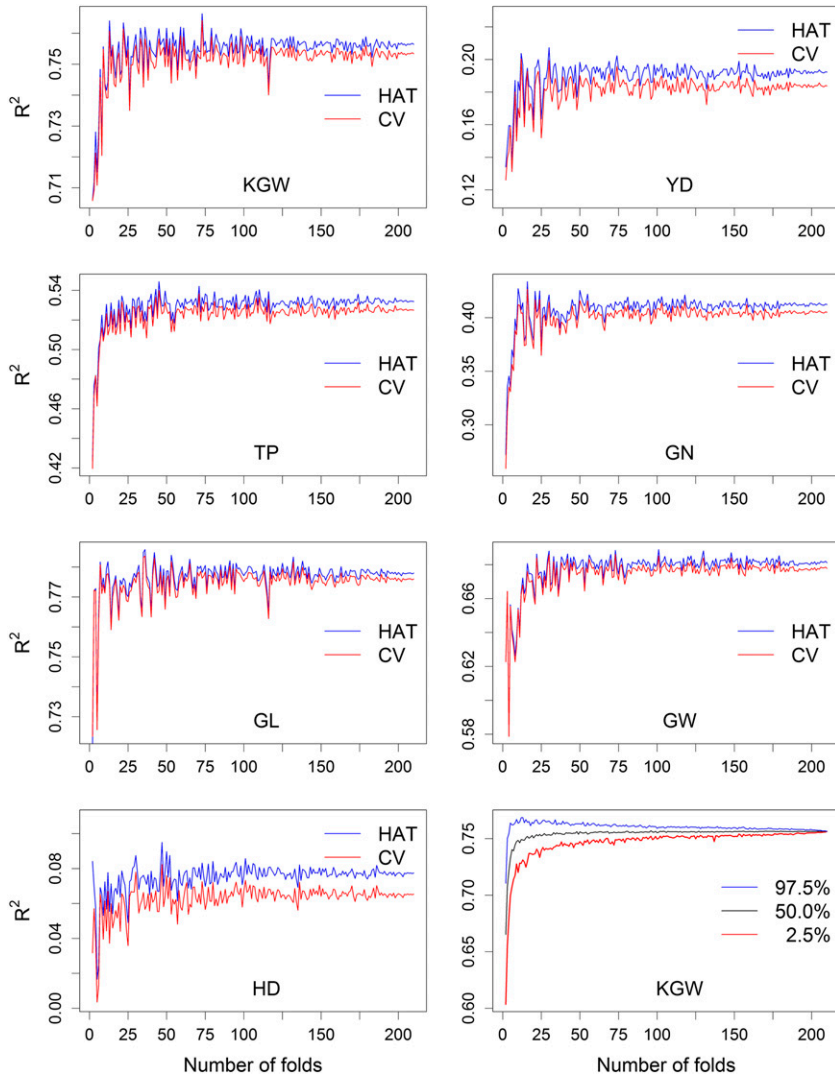 R²
0.71 0.73 0.75
HAT
CV
KGW
0 25 50 75 100 150 200
0.12 0.16 0.20
HAT
CV
YD
0 25 50 75 100 150 200
R²
0.42 0.46 0.50 0.54
HAT
CV
TP
0 25 50 75 100 150 200
0.30 0.35 0.40
HAT
CV
GN
0 25 50 75 100 150 200
R²
0.73 0.75 0.77
HAT
CV
GL
0 25 50 75 100 150 200
0.58 0.62 0.66
HAT
CV
GW
0 25 50 75 100 150 200
R²
0.00 0.04 0.08
HAT
CV
HD
0 25 50 75 100 150 200
Number of folds
0.60 0.65 0.70 0.75
97.5%
50.0%
2.5%
KGW
0 25 50 75 100 150 200
Number of folds